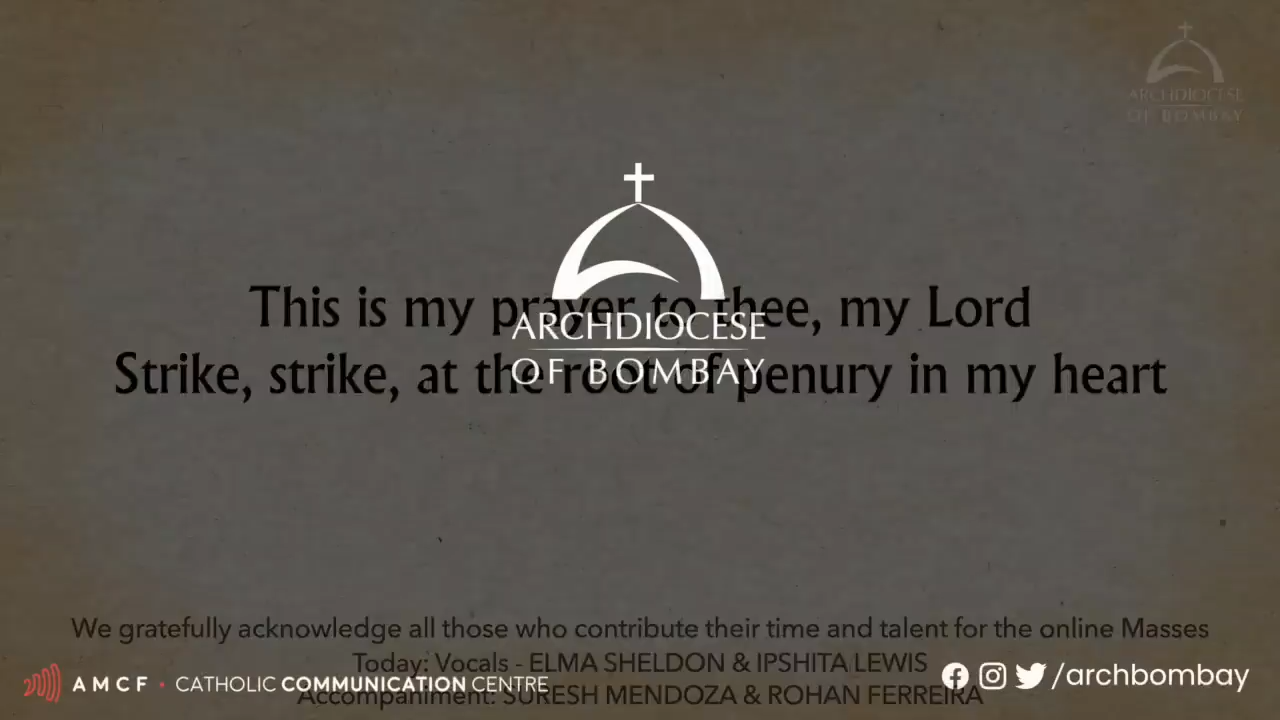 ARCHDIOCESE
OF BOMBAY
This is my prayer to thee, my Lord
ARCHDIOCESE
Strike, strike, at the root of penury in my heart
OF BOMBAY
We gratefully acknowledge all those who contribute their time and talent for the online Masses
Today: Vocals - ELMA SHELDON & IPSHITA LEWIS
AMCF · CATHOLIC COMMUNICATION CENTRE
/archbombay
Accompaniment: SURESH MENDOZA & ROHAN FERREIRA